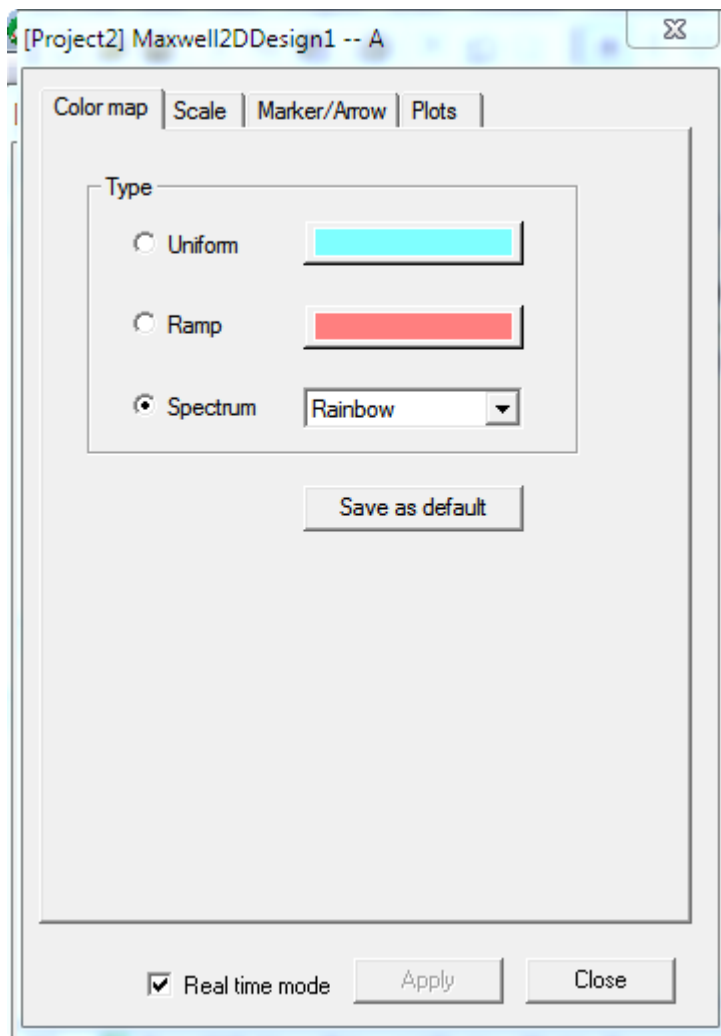 [Project2] Maxwell2DDesign1 -- A
Color map Scale Marker/Arrow Plots
Type
Uniform
Ramp
Spectrum Rainbow
Save as default
Real time mode Apply Close